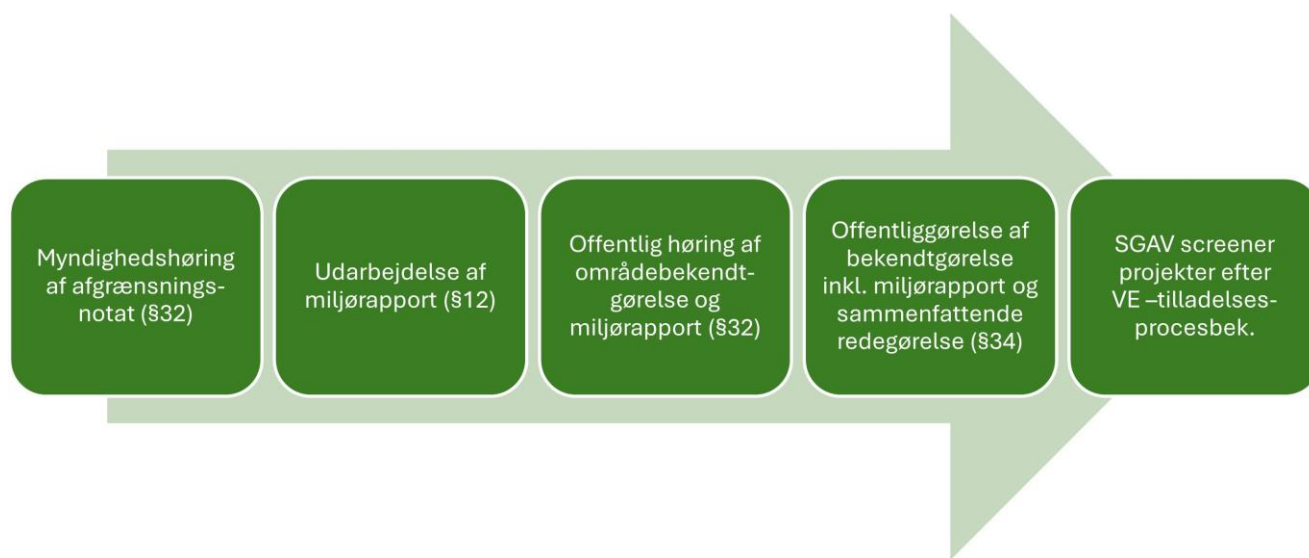 Myndighedshøring
af afgrænsnings-
notat (§32)
Udarbejdelse af
miljørapport (§12)
Offentlig høring af
områdebekendt-
gørelse og
miljørapport (§32)
Offentliggørelse af
bekendtgørelse
inkl. miljørapport og
sammenfattende
redegørelse (§34)
SGAV screener
projekter efter
VE –tilladelses-
procesbek.